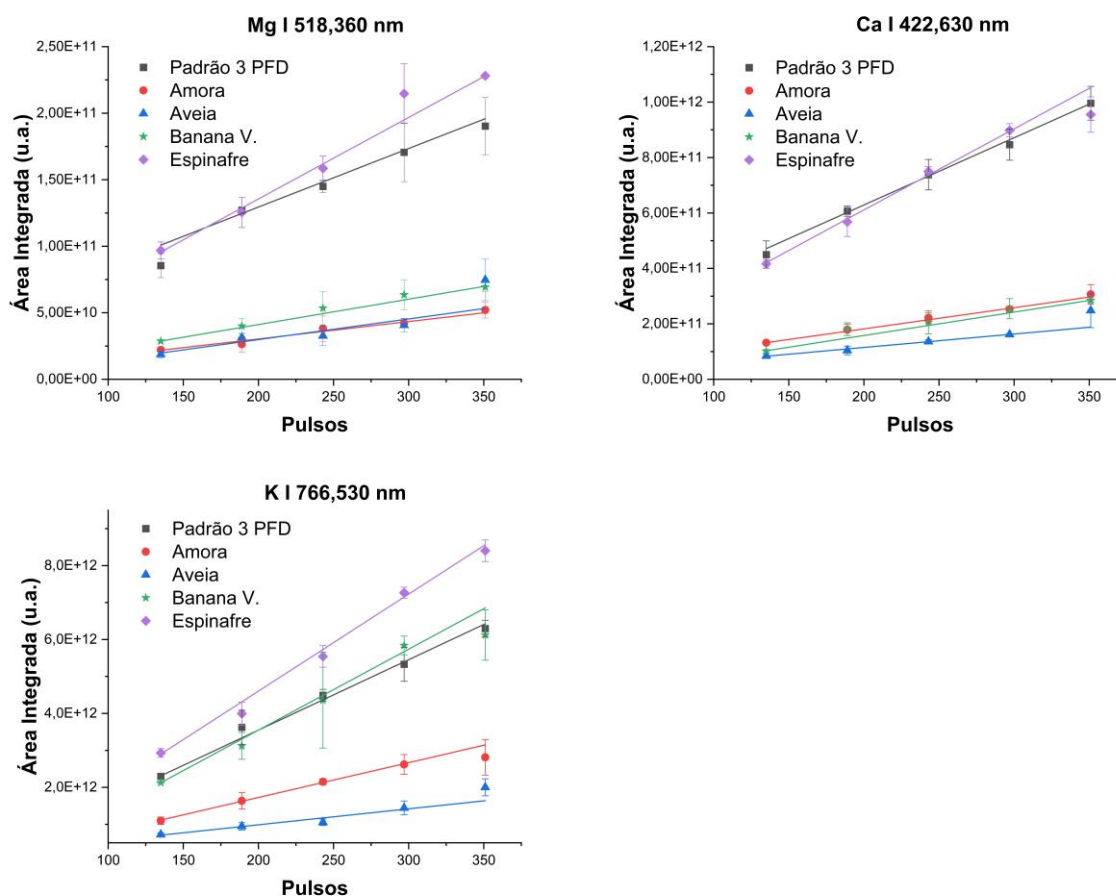 Mg I 518,360 nm
2,50E+11
2,00E+11
1,50E+11
1,00E+11
5,00E+10
0,00E+00
Área Integrada (u.a.)
Padrão 3 PFD
Amora
Aveia
Banana V.
Espinafre
100 150 200 250 300 350
Pulsos
Ca I 422,630 nm
1,20E+12
1,00E+12
8,00E+11
6,00E+11
4,00E+11
2,00E+11
0,00E+00
Área Integrada (u.a.)
Padrão 3 PFD
Amora
Aveia
Banana V.
Espinafre
100 150 200 250 300 350
Pulsos
K I 766,530 nm
8,0E+12
6,0E+12
4,0E+12
2,0E+12
Área Integrada (u.a.)
Padrão 3 PFD
Amora
Aveia
Banana V.
Espinafre
100 150 200 250 300 350
Pulsos